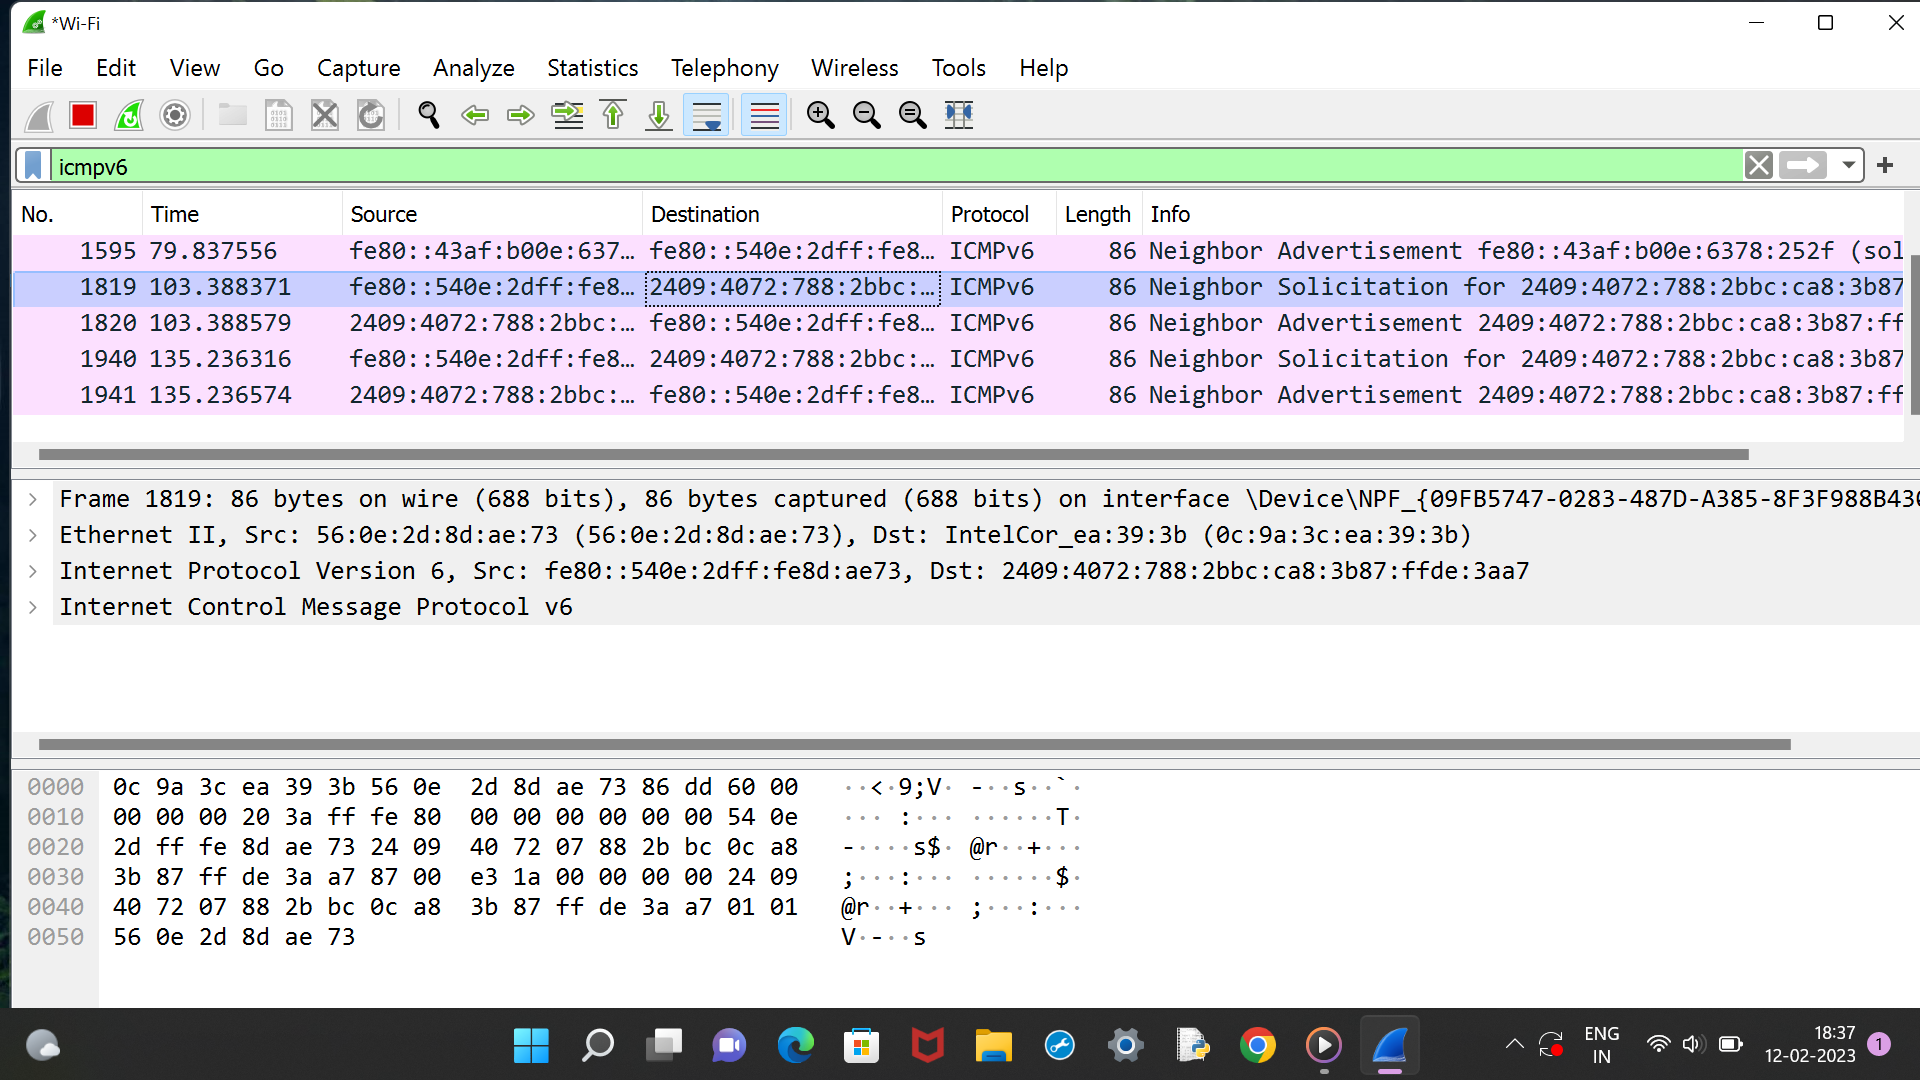 *Wi-Fi
File Edit View Go Capture Analyze Statistics Telephony Wireless Tools Help
icmpv6
No. Time Source Destination Protocol Length Info
1595 79.837556 fe80::43af:b00e:637… fe80::540e:2dff:fe8… ICMPv6 86 Neighbor Advertisement fe80::43af:b00e:6378:252f (sol
1819 103.388371 fe80::540e:2dff:fe8… 2409:4072:788:2bbc:… ICMPv6 86 Neighbor Solicitation for 2409:4072:788:2bbc:ca8:3b87
1820 103.388579 2409:4072:788:2bbc:… fe80::540e:2dff:fe8… ICMPv6 86 Neighbor Advertisement 2409:4072:788:2bbc:ca8:3b87:ff
1940 135.236316 fe80::540e:2dff:fe8… 2409:4072:788:2bbc:… ICMPv6 86 Neighbor Solicitation for 2409:4072:788:2bbc:ca8:3b87
1941 135.236574 2409:4072:788:2bbc:… fe80::540e:2dff:fe8… ICMPv6 86 Neighbor Advertisement 2409:4072:788:2bbc:ca8:3b87:ff
Frame 1819: 86 bytes on wire (688 bits), 86 bytes captured (688 bits) on interface \Device\NPF_{09FB5747-0283-487D-A385-8F3F988B430
Ethernet II, Src: 56:0e:2d:8d:ae:73 (56:0e:2d:8d:ae:73), Dst: IntelCor_ea:39:3b (0c:9a:3c:ea:39:3b)
Internet Protocol Version 6, Src: fe80::540e:2dff:fe8d:ae73, Dst: 2409:4072:788:2bbc:ca8:3b87:ffde:3aa7
Internet Control Message Protocol v6
0000 0c 9a 3c ea 39 3b 56 0e 2d 8d ae 73 86 dd 60 00 ··<·9;V· -··s··`·
0010 00 00 00 20 3a ff fe 80 00 00 00 00 00 00 54 0e ··· :··· ······T·
0020 2d ff fe 8d ae 73 24 09 40 72 07 88 2b bc 0c a8 -····s$· @r··+···
0030 3b 87 ff de 3a a7 87 00 e3 1a 00 00 00 00 24 09 ;···:··· ······$·
0040 40 72 07 88 2b bc 0c a8 3b 87 ff de 3a a7 01 01 @r··+··· ;···:···
0050 56 0e 2d 8d ae 73 V·-··s
ENG
IN
18:37
12-02-2023
1